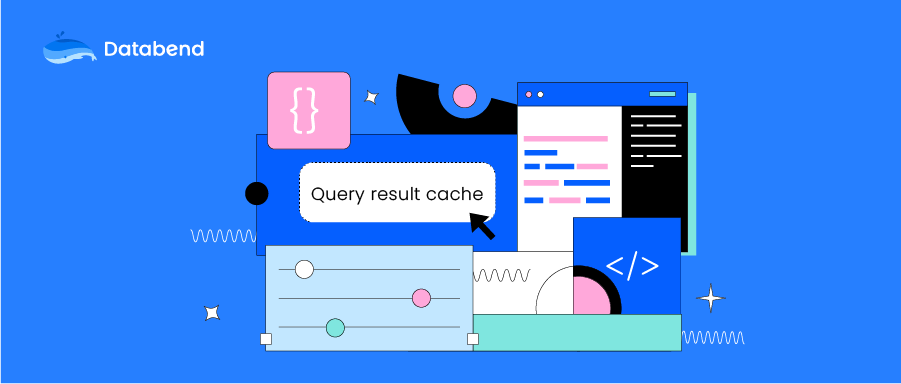 Databend
{}
Query result cache
</>